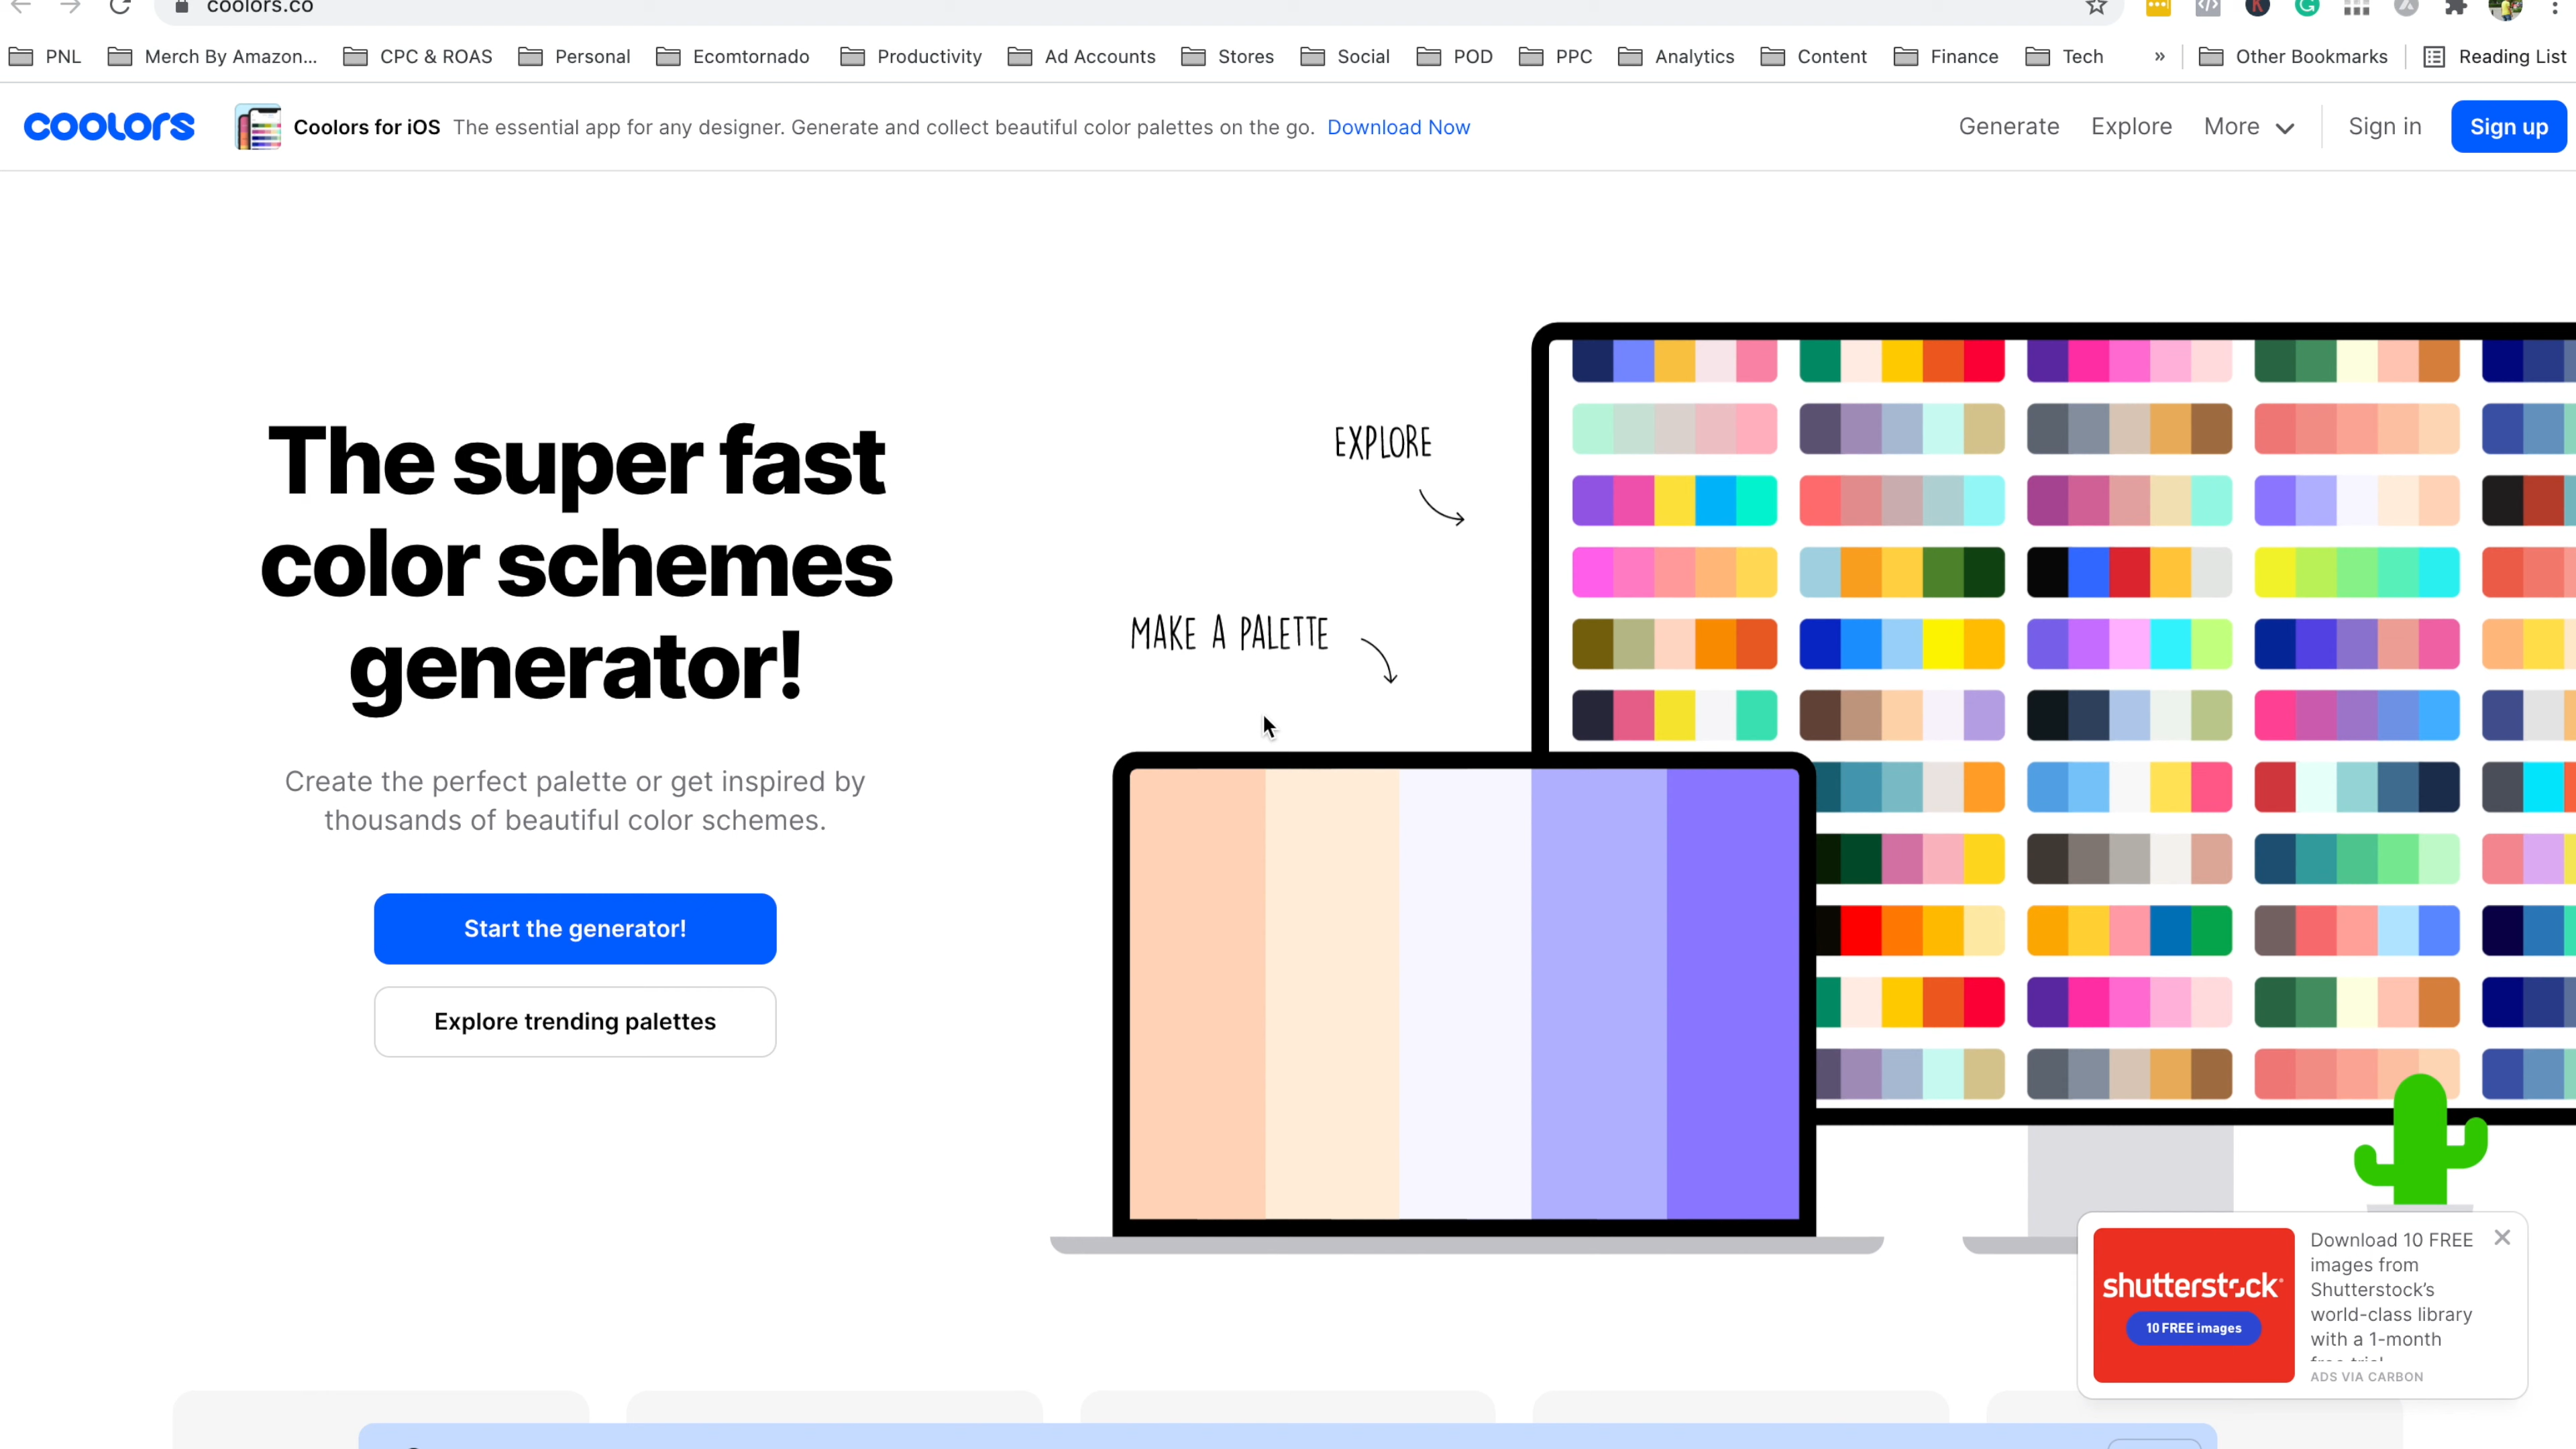 coolors.co
PNL Merch By Amazon... CPC & ROAS Personal Ecomtornado Productivity Ad Accounts Stores Social POD PPC Analytics Content Finance Tech » Other Bookmarks Reading List
coolors Coolors for iOS The essential app for any designer. Generate and collect beautiful color palettes on the go. Download Now Generate Explore More Sign in Sign up
EXPLORE
The super fast
color schemes
generator!
MAKE A PALETTE
Create the perfect palette or get inspired by
thousands of beautiful color schemes.
Start the generator!
Explore trending palettes
shutterstock
10 FREE images
Download 10 FREE
images from
Shutterstock's
world-class library
with a 1-month
free trial
ADS VIA CARBON